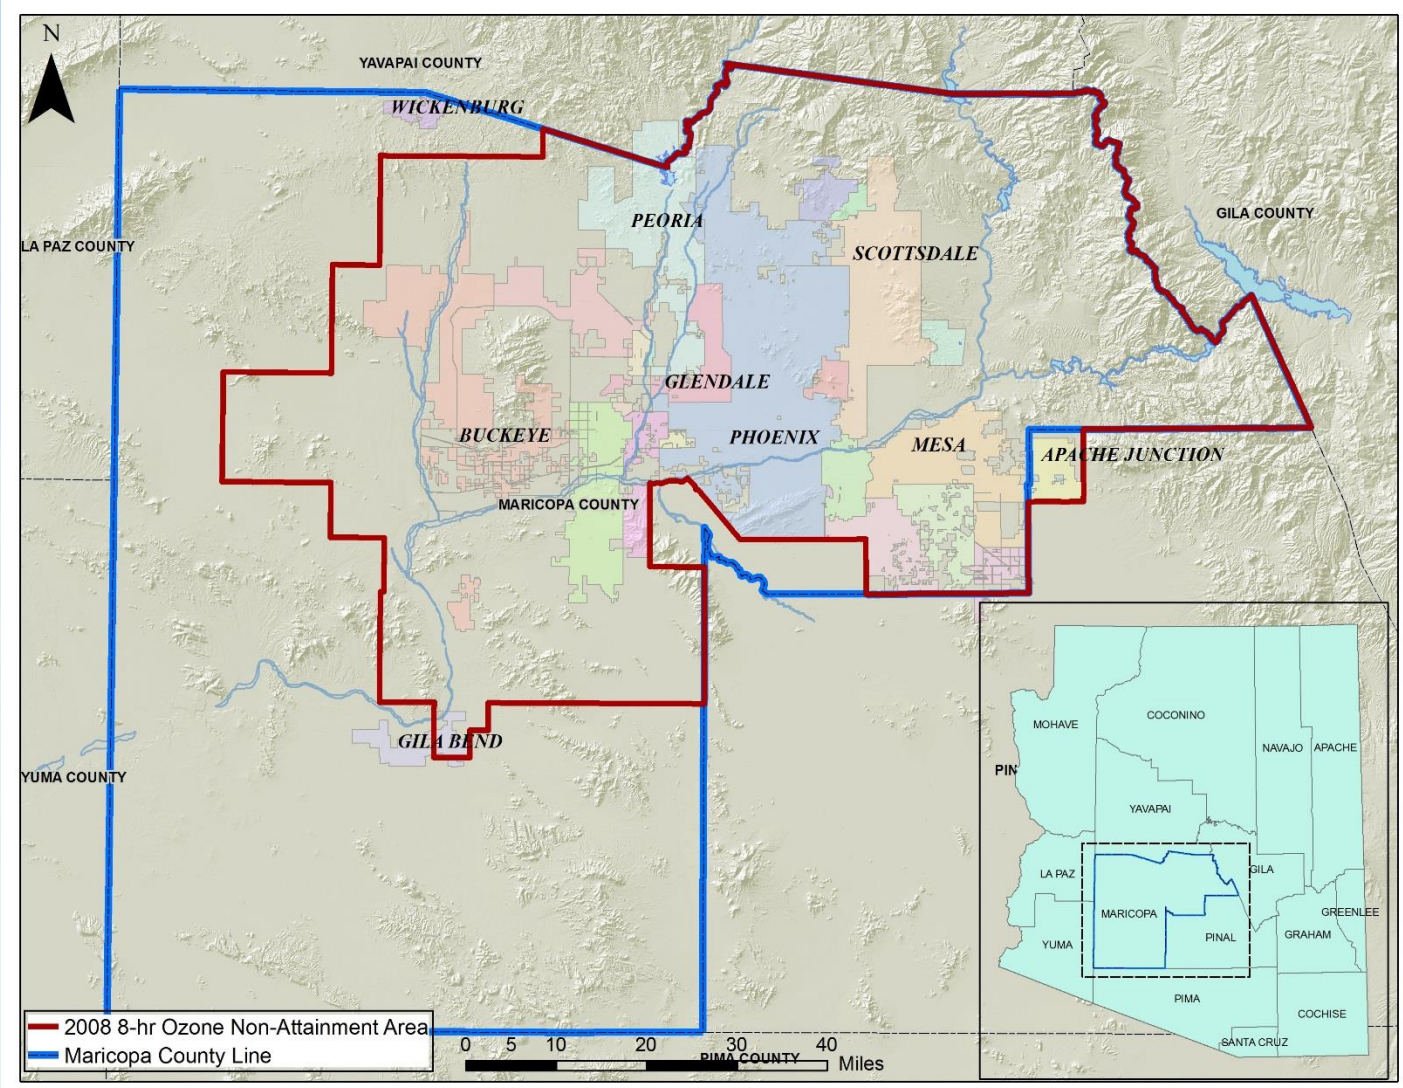 N
YAVAPAI COUNTY
WICKENBURG
LA PAZ COUNTY
PEORIA
GILA COUNTY
SCOTTSDALE
GLENDALE
BUCKEYE
PHOENIX
MESA
APACHE JUNCTION
MARICOPA COUNTY
GILA BEND
YUMA COUNTY
PIN
MOHAVE
COCONINO
NAVAJO
APACHE
YAVAPAI
LA PAZ
GILA
MARICOPA
GREENLEE
YUMA
PINAL
GRAHAM
PIMA
COCHISE
SANTA CRUZ
2008 8-hr Ozone Non-Attainment Area
Maricopa County Line
0 5 10 20 30 40
Miles
PIMA COUNTY